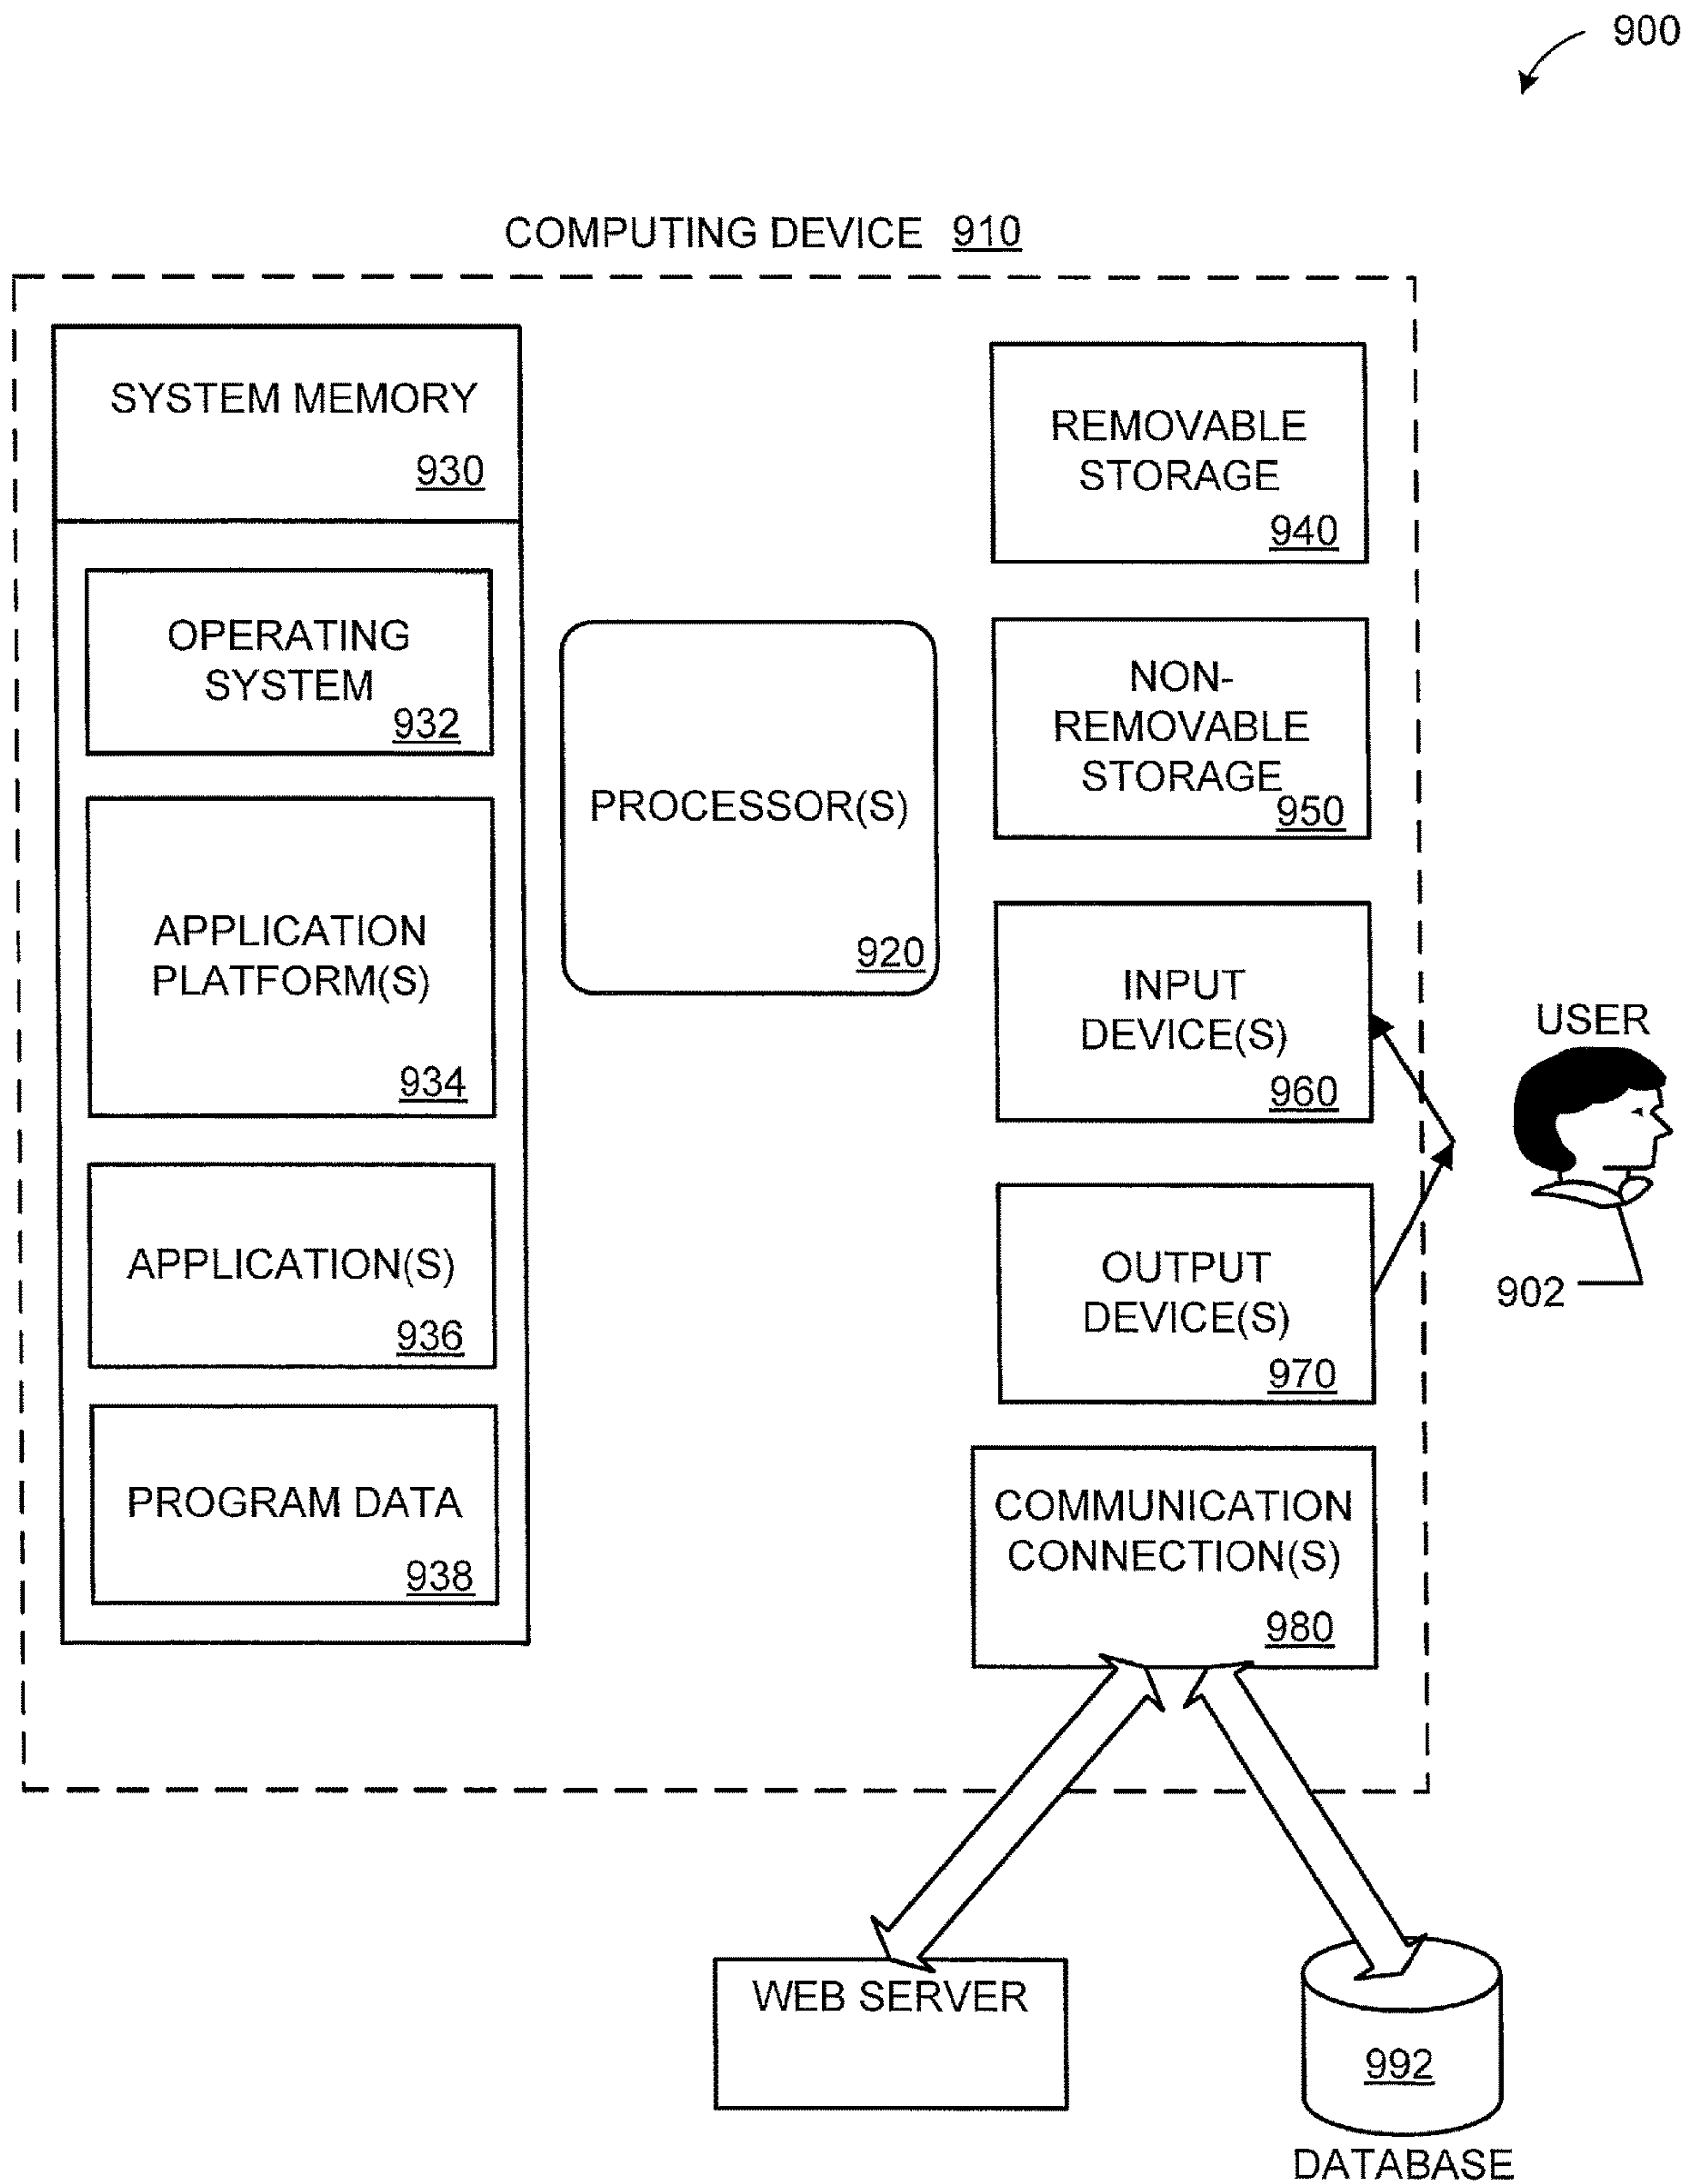 900
COMPUTING DEVICE 910
SYSTEM MEMORY
930
OPERATING
SYSTEM
932
APPLICATION
PLATFORM(S)
934
APPLICATION(S)
936
PROGRAM DATA
938
PROCESSOR(S)
920
REMOVABLE
STORAGE
940
NON-
REMOVABLE
STORAGE
950
INPUT
DEVICE(S)
960
OUTPUT
DEVICE(S)
970
COMMUNICATION
CONNECTION(S)
980
USER
902
WEB SERVER
992
DATABASE